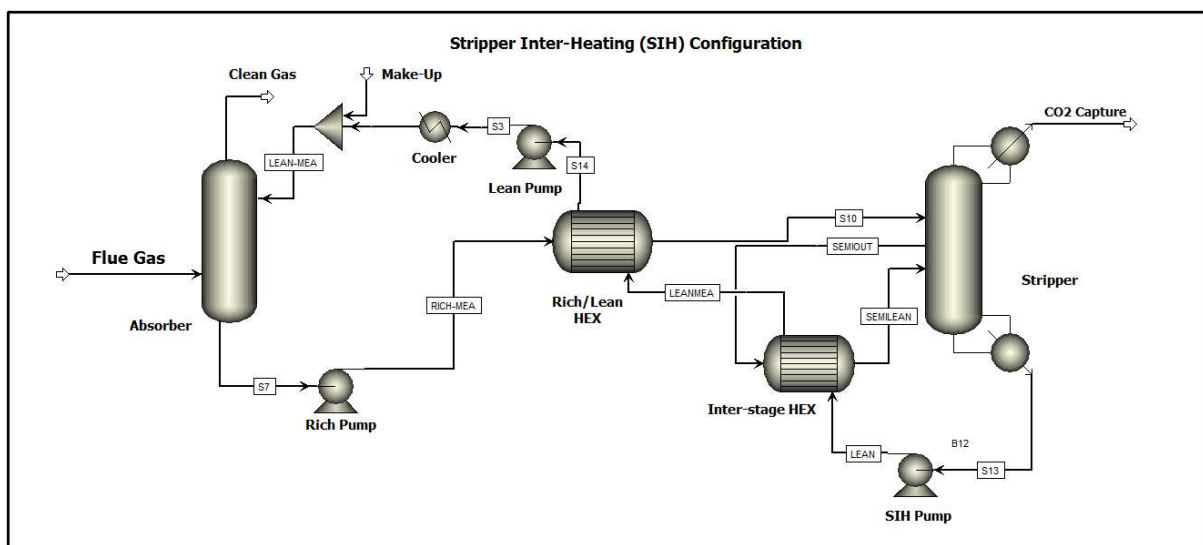 Stripper Inter-Heating (SIH) Configuration
Clean Gas
Make-Up
CO2 Capture
S3
Cooler
LEAN-MEA
S14
Lean Pump
S10
SEMIOUT
Flue Gas
Stripper
RICH-MEA
Rich/Lean
HEX
LEANMEA
SEMILEAN
Absorber
S7
Rich Pump
Inter-stage HEX
B12
LEAN
S13
SIH Pump